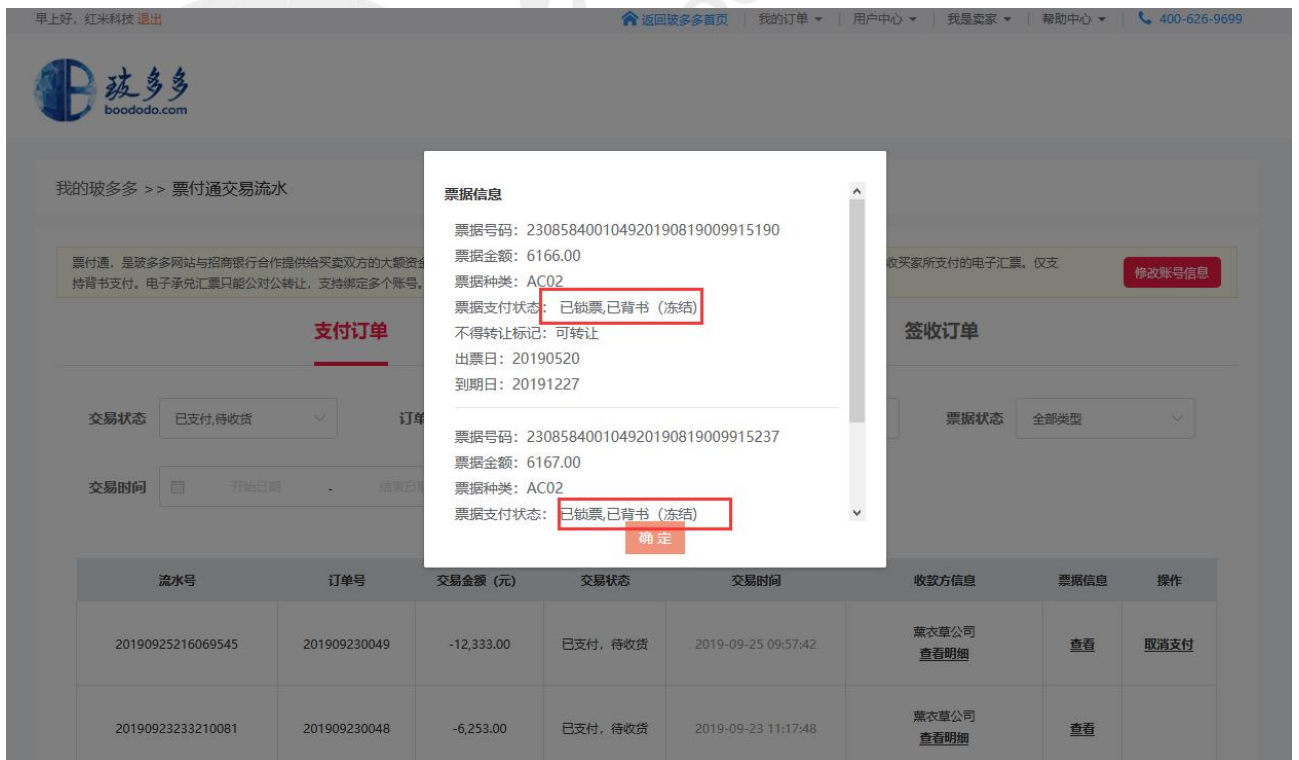 早上好，红米科技 退出
返回玻多多首页
我的订单
用户中心
我是卖家
帮助中心
400-626-9699
玻多多
boododo.com
我的玻多多 >> 票付通交易流水
票付通，是玻多多网站与招商银行合作提供给买卖双方的大额资金
收买家所支付的电子汇票。仅支
持背书支付。电子承兑汇票只能公对公转让，支持绑定多个账号。
修改账号信息
支付订单
签收订单
交易状态 已支付,待收货
订单
票据状态 全部类型
交易时间 开始日期 - 结束日期
票据信息
票据号码：230858400104920190819009915190
票据金额：6166.00
票据种类：AC02
票据支付状态：已锁票,已背书（冻结）
不得转让标记：可转让
出票日：20190520
到期日：20191227
票据号码：230858400104920190819009915237
票据金额：6167.00
票据种类：AC02
票据支付状态：已锁票,已背书（冻结）
确 定
流水号 订单号 交易金额（元） 交易状态 交易时间 收款方信息 票据信息 操作
20190925216069545 201909230049 -12,333.00 已支付，待收货 2019-09-25 09:57:42 薰衣草公司 查看 取消支付
查看明细
20190923233210081 201909230048 -6,253.00 已支付，待收货 2019-09-23 11:17:48 薰衣草公司 查看
查看明细